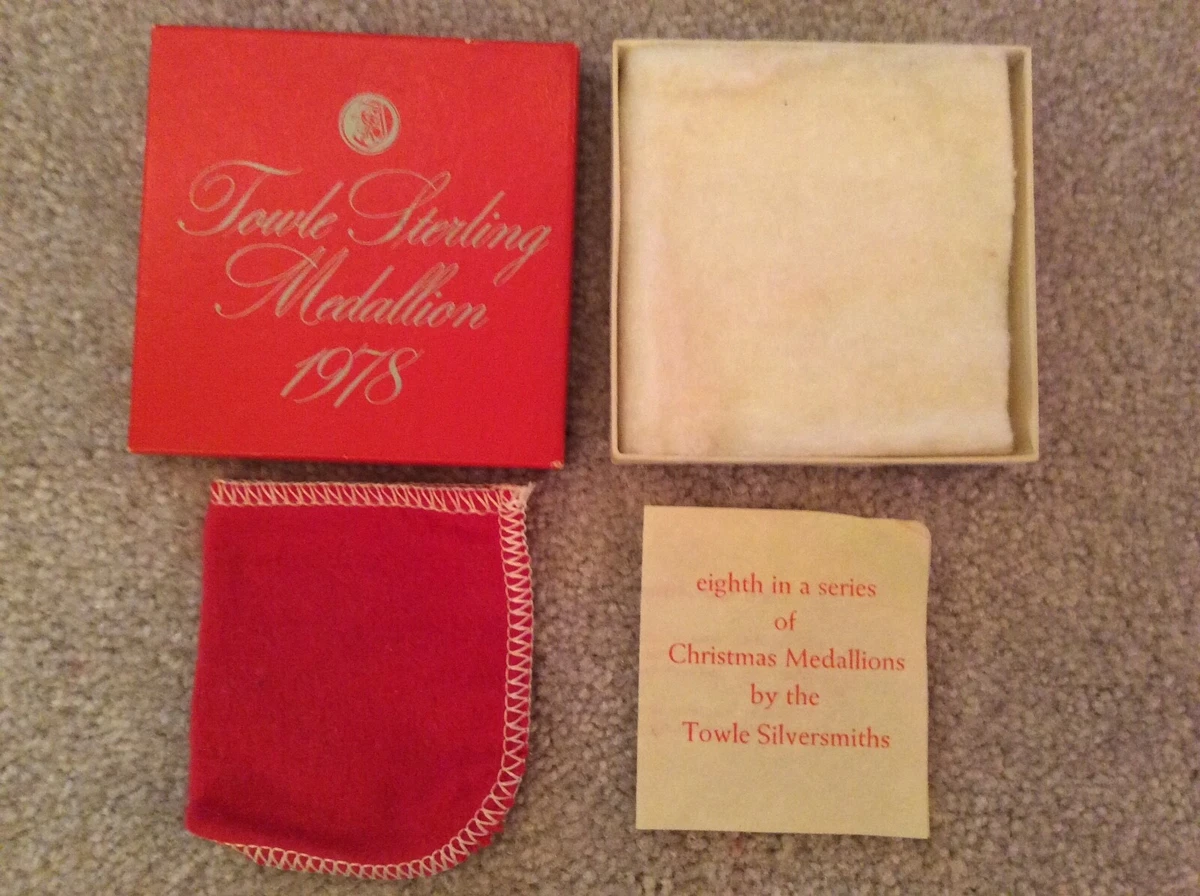 Towle Sterling
Medallion
1978
eighth in a series
of
Christmas Medallions
by the
Towle Silversmiths